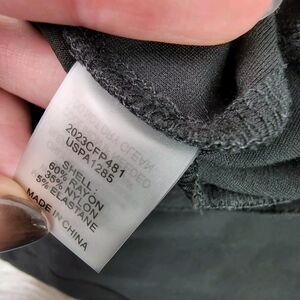 2023CFP481
USPA1285
SHELL:
60% RAYON
35% NYLON
5% ELASTANE
MADE IN CHINA